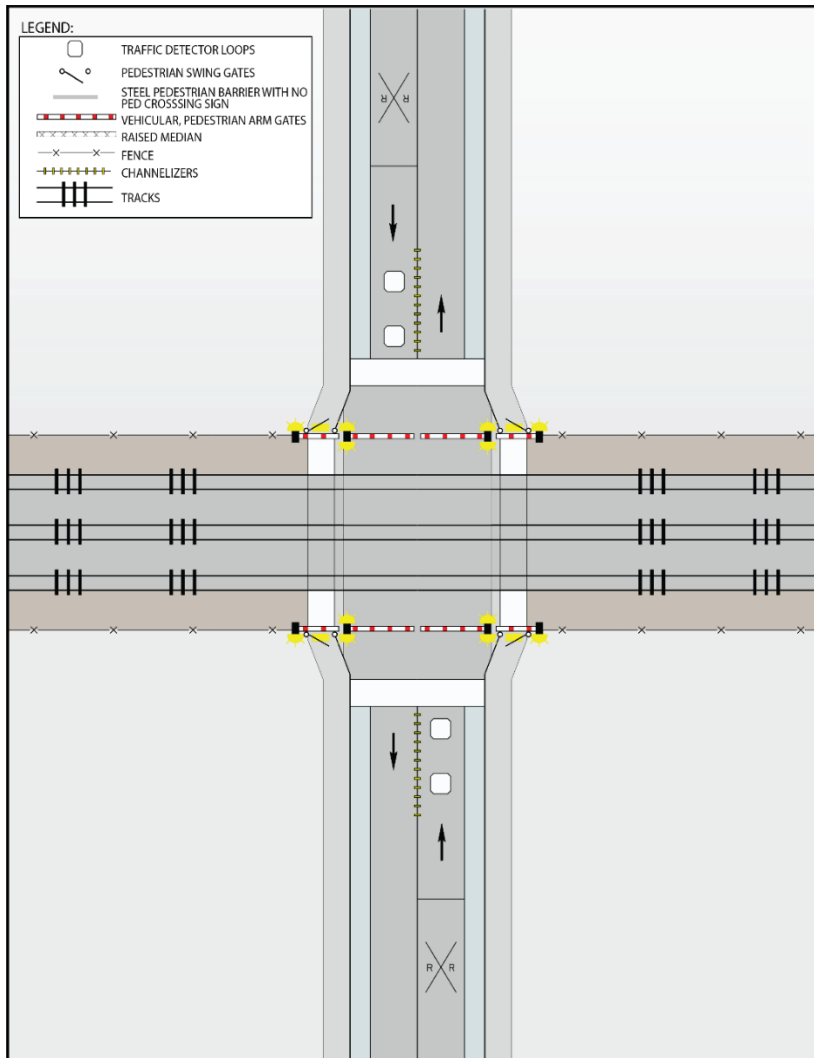 LEGEND:
TRAFFIC DETECTOR LOOPS
PEDESTRIAN SWING GATES
STEEL PEDESTRIAN BARRIER WITH NO
PED CROSSSING SIGN
VEHICULAR, PEDESTRIAN ARM GATES
RAISED MEDIAN
FENCE
CHANNELIZERS
TRACKS
R R
R R